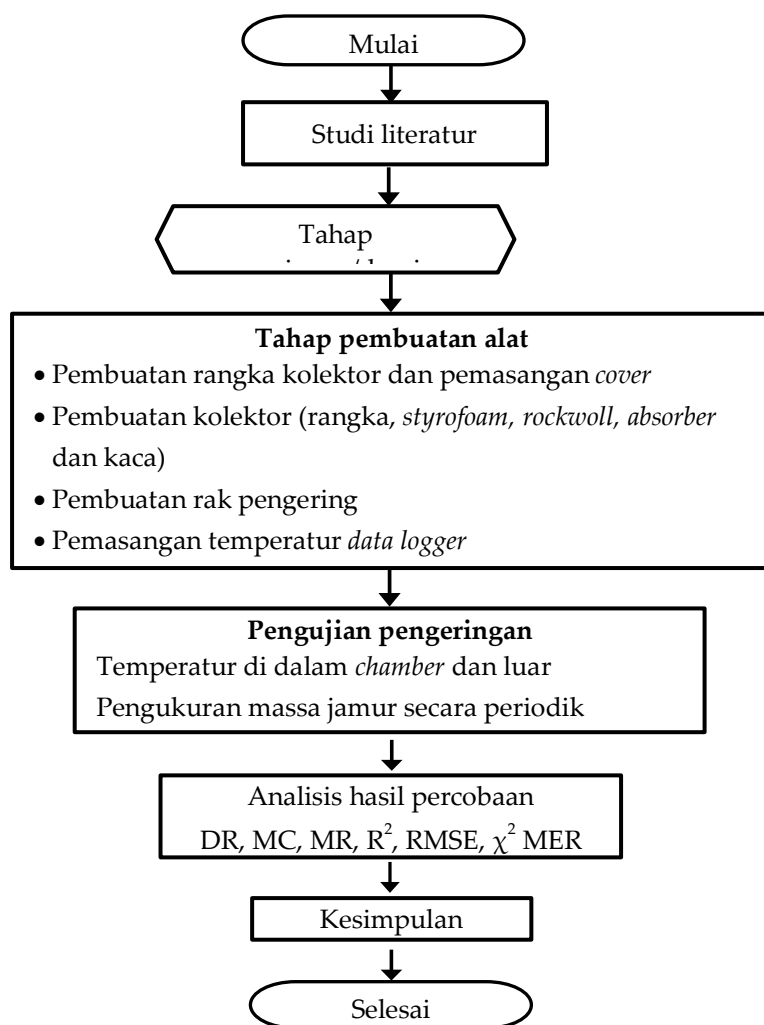 Mulai
Studi literatur
Tahap
Tahap pembuatan alat
• Pembuatan rangka kolektor dan pemasangan cover
• Pembuatan kolektor (rangka, styrofoam, rockwoll, absorber
dan kaca)
• Pembuatan rak pengering
• Pemasangan temperatur data logger
Pengujian pengeringan
Temperatur di dalam chamber dan luar
Pengukuran massa jamur secara periodik
Analisis hasil percobaan
DR, MC, MR, R², RMSE, χ² MER
Kesimpulan
Selesai